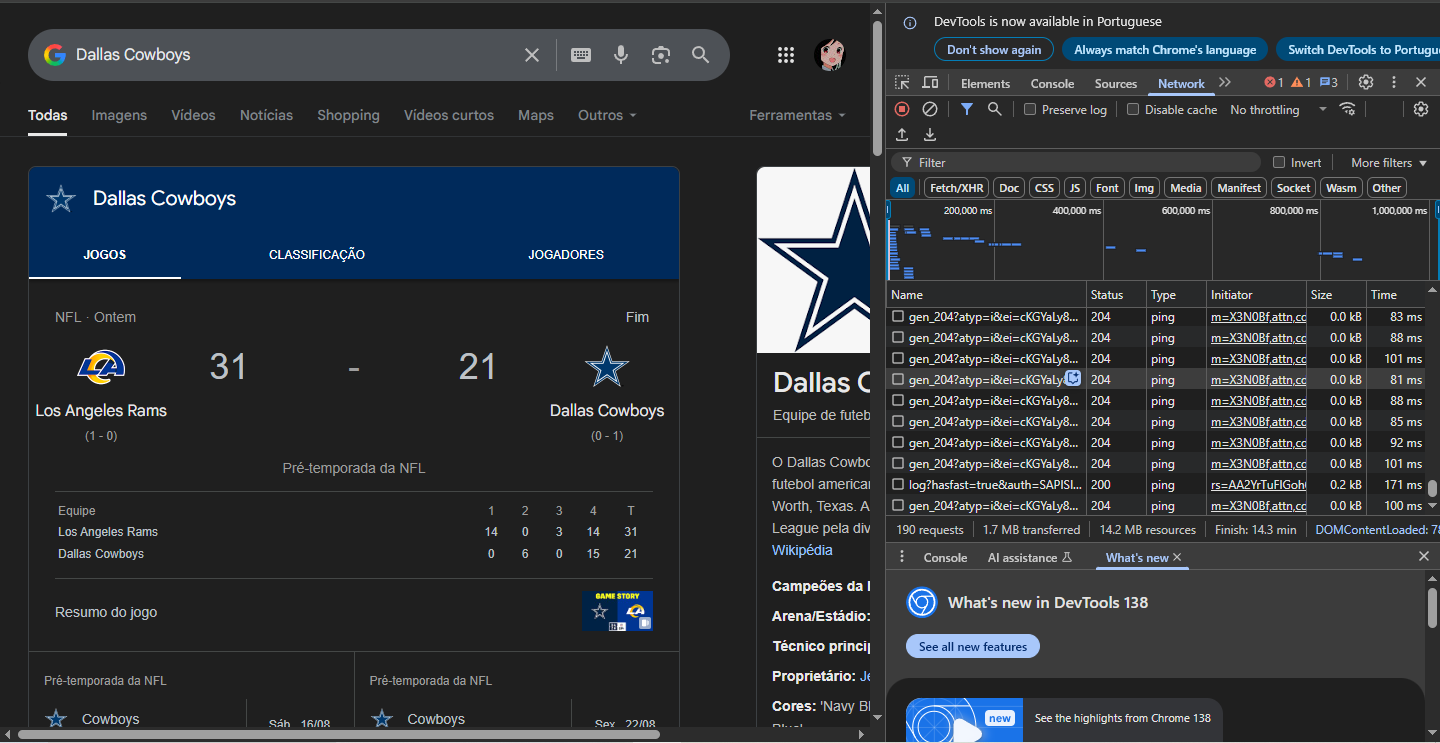 Dallas Cowboys
Todas Imagens Vídeos Notícias Shopping Vídeos curtos Maps Outros Ferramentas
Dallas Cowboys
JOGOS CLASSIFICAÇÃO JOGADORES
NFL · Ontem Fim
31 - 21
Los Angeles Rams Dallas Cowboys
(1 - 0) (0 - 1)
Pré-temporada da NFL
Equipe 1 2 3 4 T
Los Angeles Rams 14 0 3 14 31
Dallas Cowboys 0 6 0 15 21
Resumo do jogo
GAME STORY
Pré-temporada da NFL Pré-temporada da NFL
Cowboys Sáb., 16/08 Cowboys Sex., 22/08
Dallas C
Equipe de futeb
O Dallas Cowbo
futebol american
Worth, Texas. A
League pela div
Wikipédia
Campeões da
Arena/Estádio:
Técnico princip
Proprietário: Je
Cores: 'Navy Bl
DevTools is now available in Portuguese
Don't show again Always match Chrome's language Switch DevTools to Portugu
Elements Console Sources Network 1 1 3
Preserve log Disable cache No throttling
Filter Invert More filters
All Fetch/XHR Doc CSS JS Font Img Media Manifest Socket Wasm Other
200,000 ms 400,000 ms 600,000 ms 800,000 ms 1,000,000 ms
Name Status Type Initiator Size Time
gen_204?atyp=i&ei=cKGYaLy8... 204 ping m=X3N0Bf,attn,cc 0.0 kB 83 ms
gen_204?atyp=i&ei=cKGYaLy8... 204 ping m=X3N0Bf,attn,cc 0.0 kB 88 ms
gen_204?atyp=i&ei=cKGYaLy8... 204 ping m=X3N0Bf,attn,cc 0.0 kB 101 ms
gen_204?atyp=i&ei=cKGYaLy 204 ping m=X3N0Bf,attn,cc 0.0 kB 81 ms
gen_204?atyp=i&ei=cKGYaLy8... 204 ping m=X3N0Bf,attn,cc 0.0 kB 88 ms
gen_204?atyp=i&ei=cKGYaLy8... 204 ping m=X3N0Bf,attn,cc 0.0 kB 85 ms
gen_204?atyp=i&ei=cKGYaLy8... 204 ping m=X3N0Bf,attn,cc 0.0 kB 92 ms
gen_204?atyp=i&ei=cKGYaLy8... 204 ping m=X3N0Bf,attn,cc 0.0 kB 101 ms
log?hasfast=true&auth=SAPISI... 200 ping rs=AA2YrTuFIGoh 0.2 kB 171 ms
gen_204?atyp=i&ei=cKGYaLy8... 204 ping m=X3N0Bf,attn,cc 0.0 kB 100 ms
190 requests 1.7 MB transferred 14.2 MB resources Finish: 14.3 min DOMContentLoaded: 78
Console AI assistance What's new
What's new in DevTools 138
See all new features
new See the highlights from Chrome 138